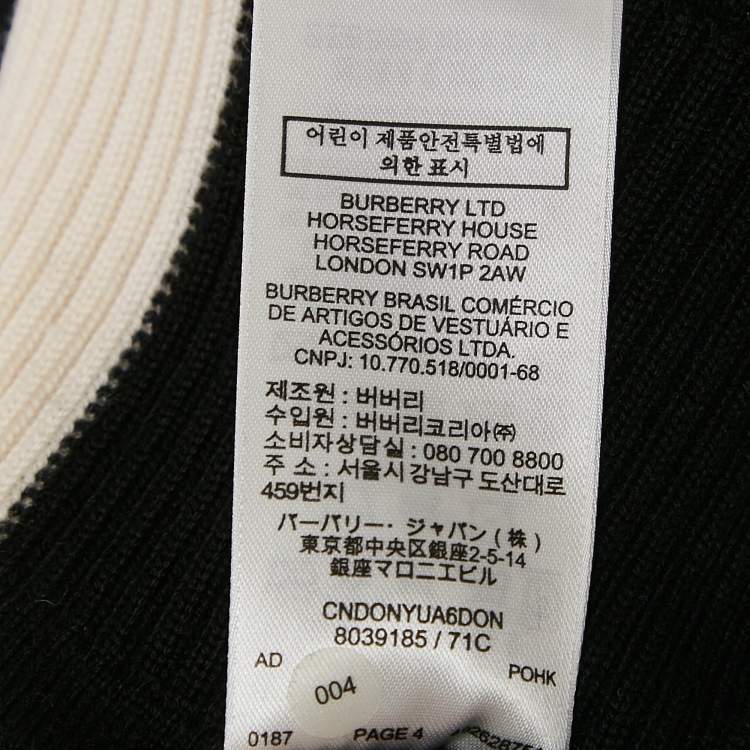 어린이 제품안전특별법에
의한 표시
BURBERRY LTD
HORSEFERRY HOUSE
HORSEFERRY ROAD
LONDON SW1P 2AW
BURBERRY BRASIL COMÉRCIO
DE ARTIGOS DE VESTUÁRIO E
ACESSÓRIOS LTDA.
CNPJ: 10.770.518/0001-68
제조원 : 버버리
수입원 : 버버리코리아㈜
소비자상담실 : 080 700 8800
주 소 : 서울시 강남구 도산대로
459번지
バーバリー・ジャパン ( 株 )
東京都中央区銀座2-5-14
銀座マロニエビル
CNDONYUA6DON
8039185 / 71C
AD
POHK
004
0187
PAGE 4